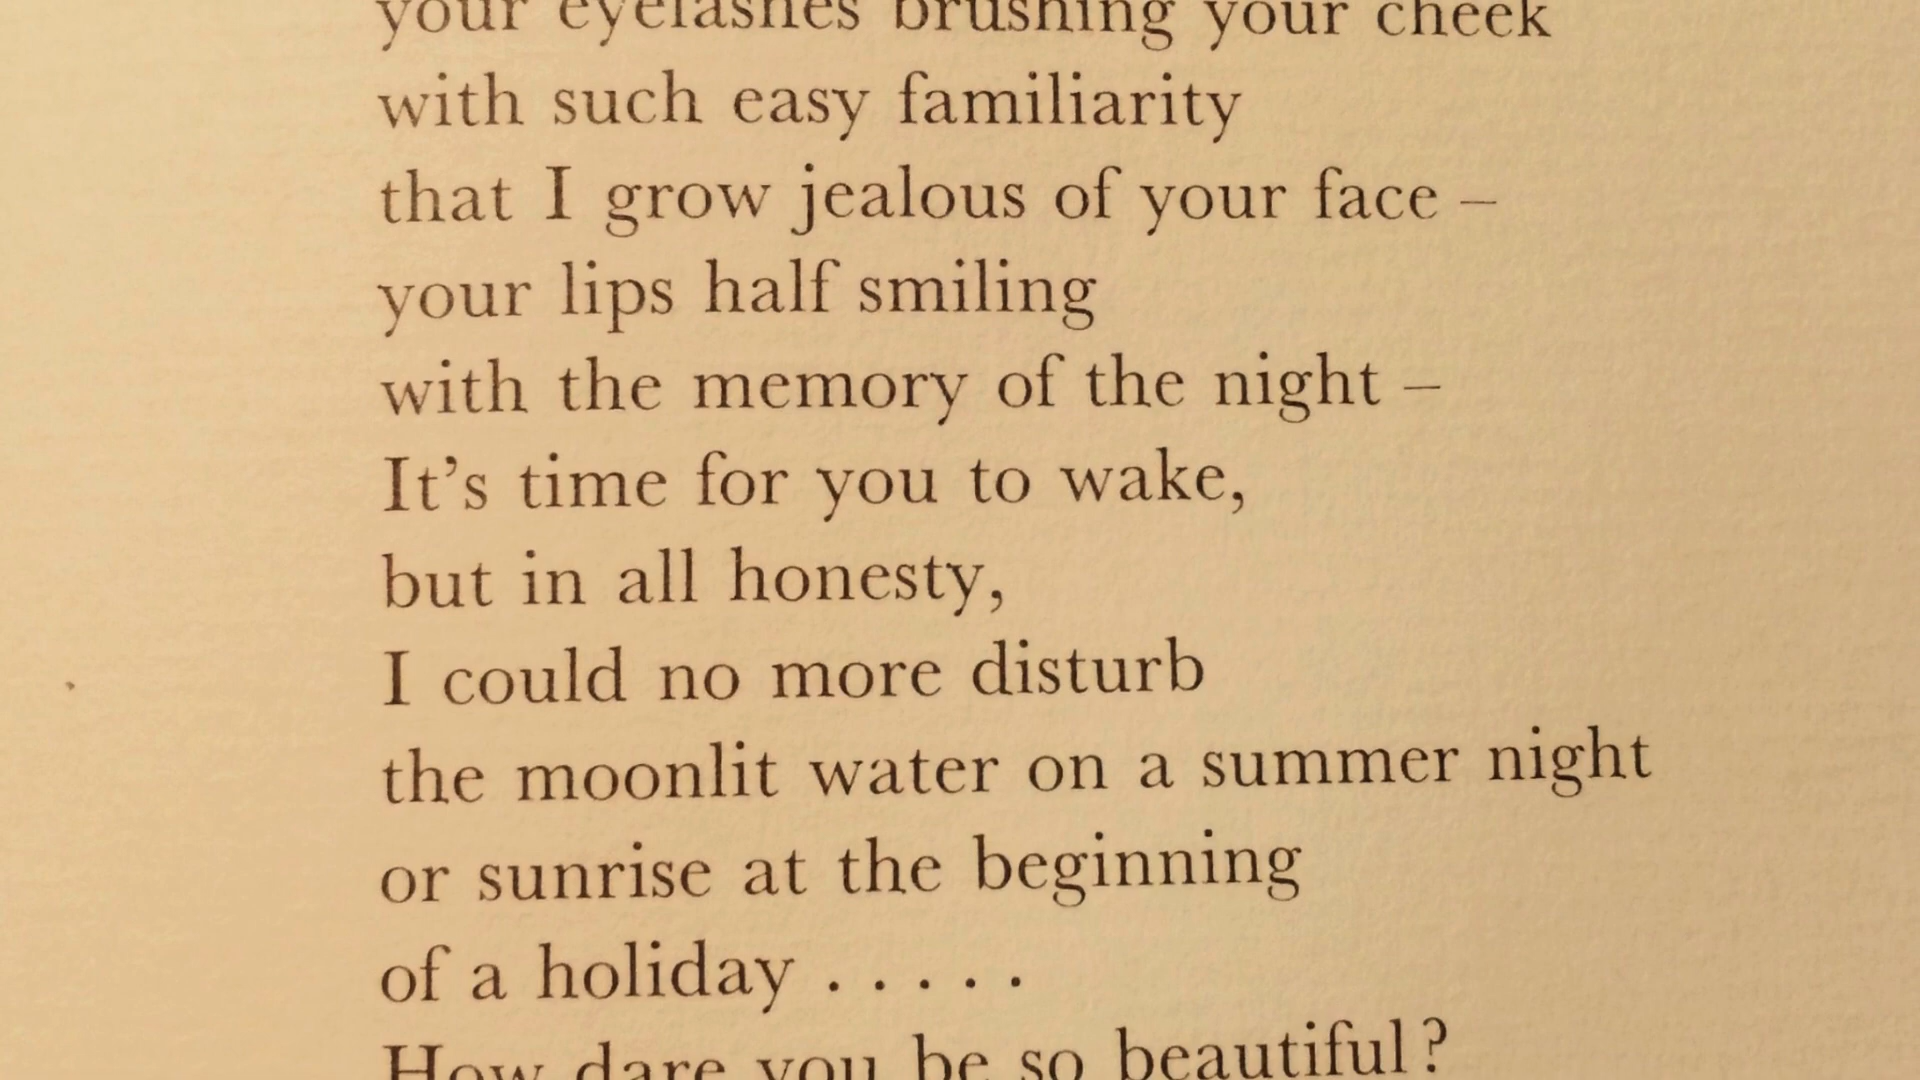 your eyelashes brushing your cheek
with such easy familiarity
that I grow jealous of your face –
your lips half smiling
with the memory of the night –
It’s time for you to wake,
but in all honesty,
I could no more disturb
the moonlit water on a summer night
or sunrise at the beginning
of a holiday . . . . .
How dare you be so beautiful?